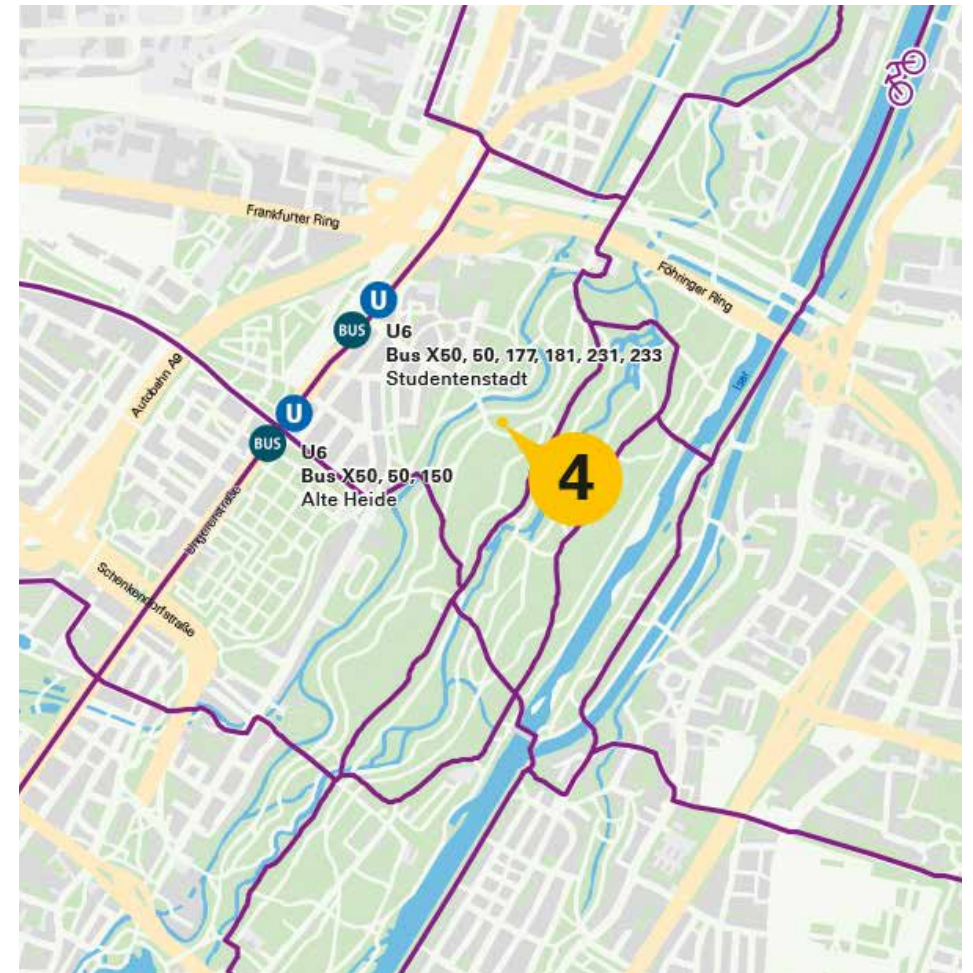 Frankfurter Ring
Föhringer Ring
U
BUS
U6
Bus X50, 50, 177, 181, 231, 233
Studentenstadt
Autobahn A9
Isar
U
BUS
U6
Bus X50, 50, 150
Alte Heide
4
Ungererstraße
Schenkendorfstraße